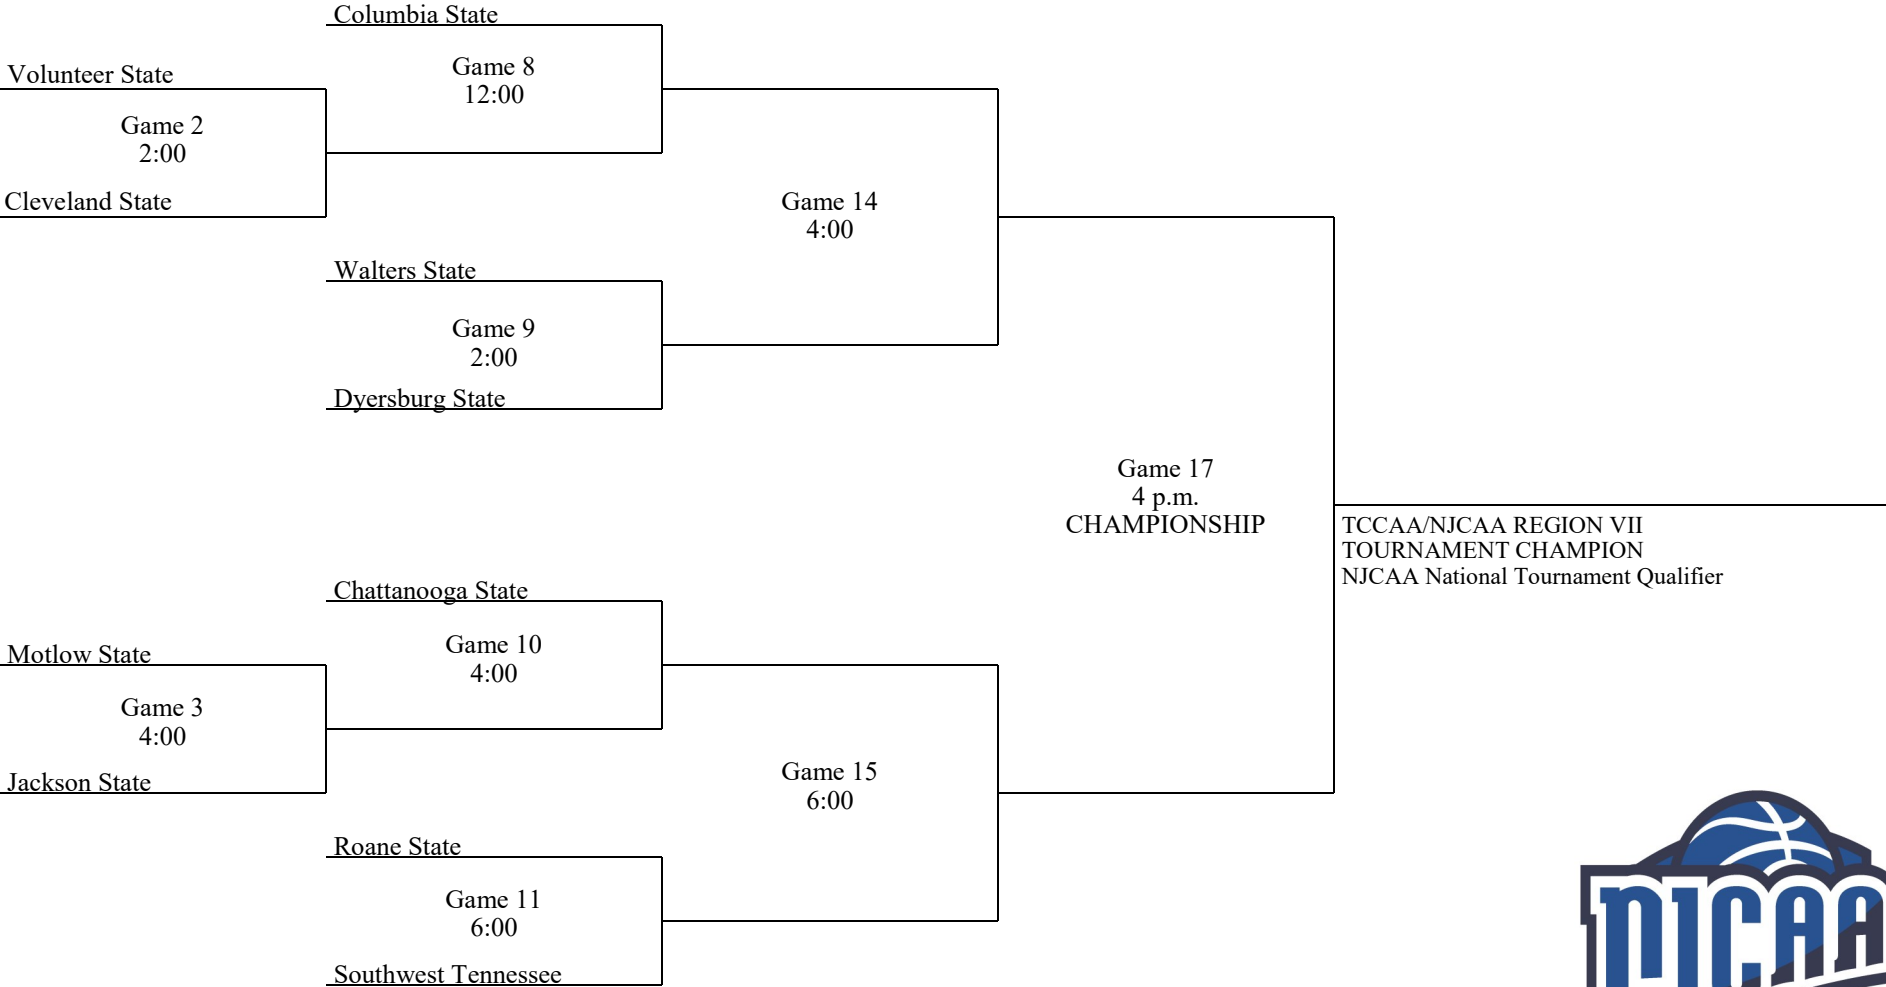 Columbia State
Volunteer State
Game 8
12:00
Game 2
2:00
Cleveland State
Game 14
4:00
Walters State
Game 9
2:00
Dyersburg State
Game 17
4 p.m.
CHAMPIONSHIP
TCCAA/NJCAA REGION VII
TOURNAMENT CHAMPION
NJCAA National Tournament Qualifier
Chattanooga State
Motlow State
Game 10
4:00
Game 3
4:00
Jackson State
Game 15
6:00
Roane State
Game 11
6:00
Southwest Tennessee
NJCAA